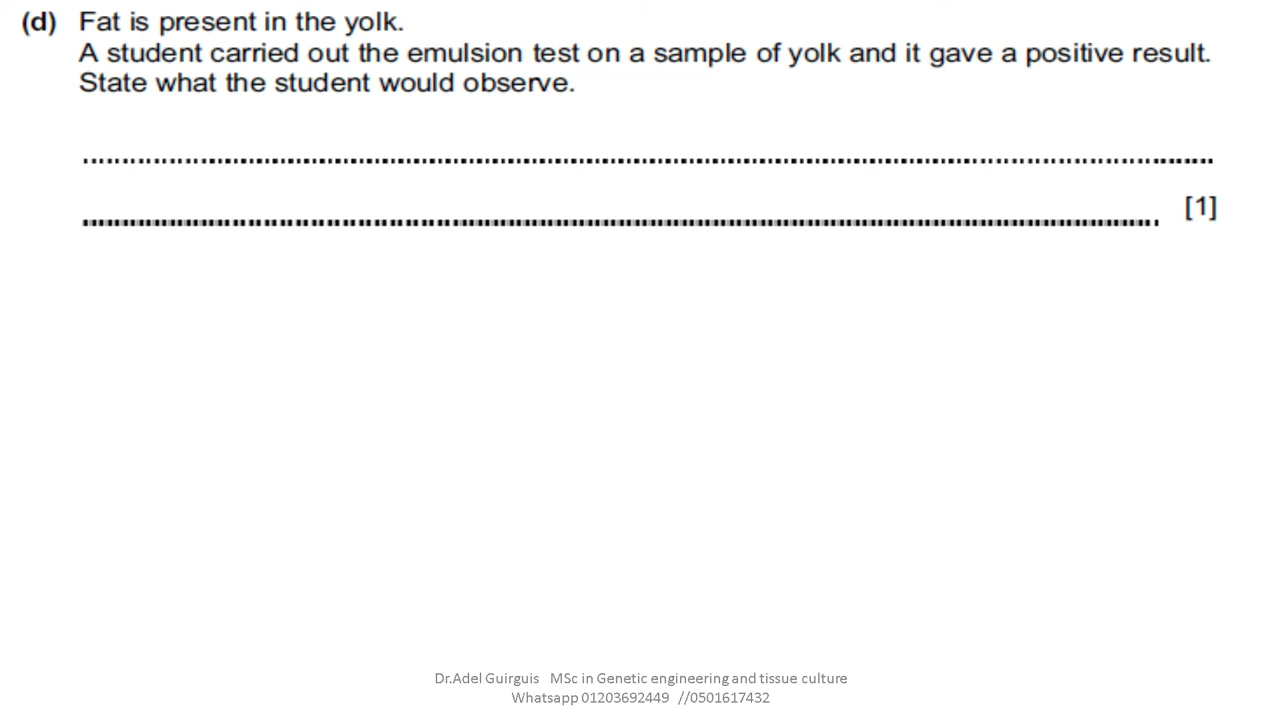 (d) Fat is present in the yolk.
A student carried out the emulsion test on a sample of yolk and it gave a positive result.
State what the student would observe.
[1]
Dr.Adel Guirguis MSc in Genetic engineering and tissue culture
Whatsapp 01203692449 //0501617432